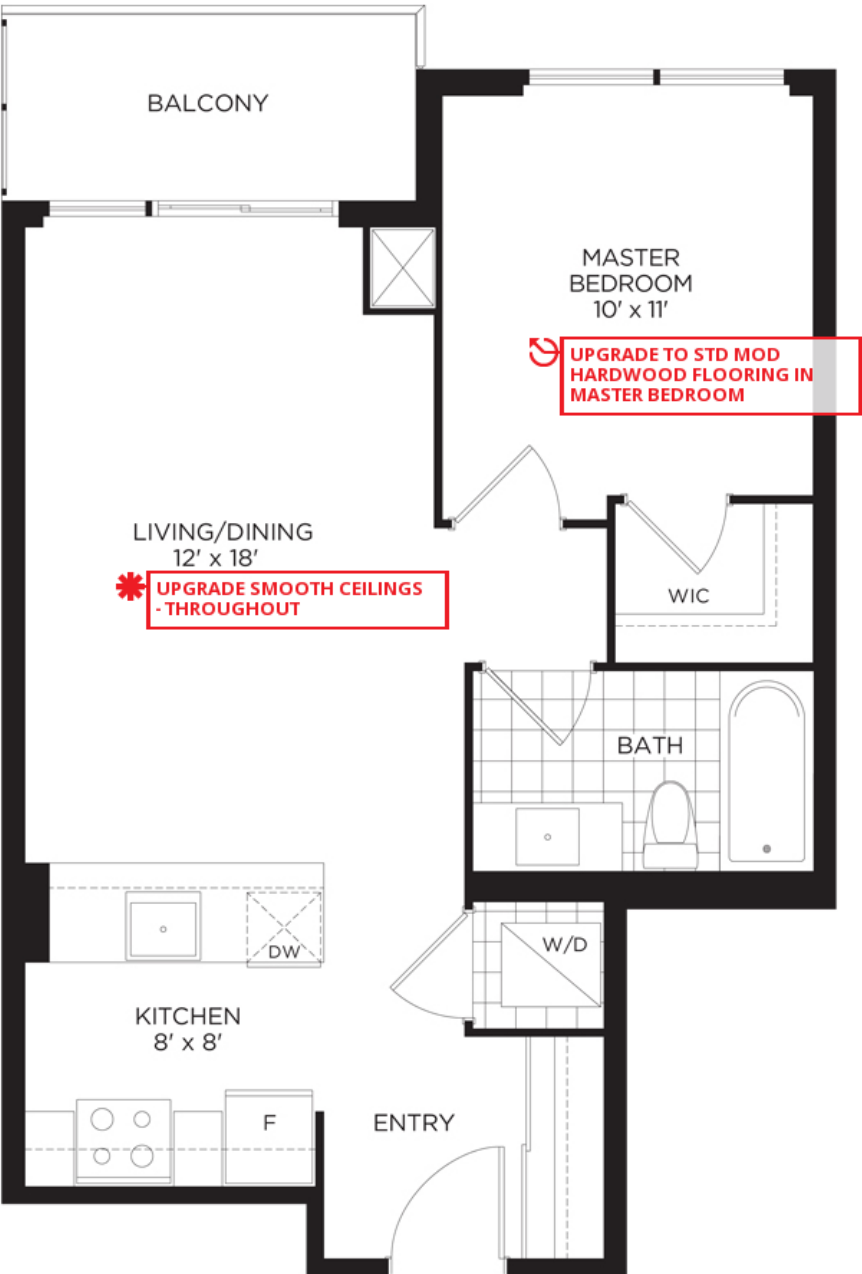 BALCONY
MASTER
BEDROOM
10' x 11'
UPGRADE TO STD MOD
HARDWOOD FLOORING IN
MASTER BEDROOM
LIVING/DINING
12' x 18'
UPGRADE SMOOTH CEILINGS
- THROUGHOUT
WIC
BATH
W/D
DW
KITCHEN
8' x 8'
F
ENTRY